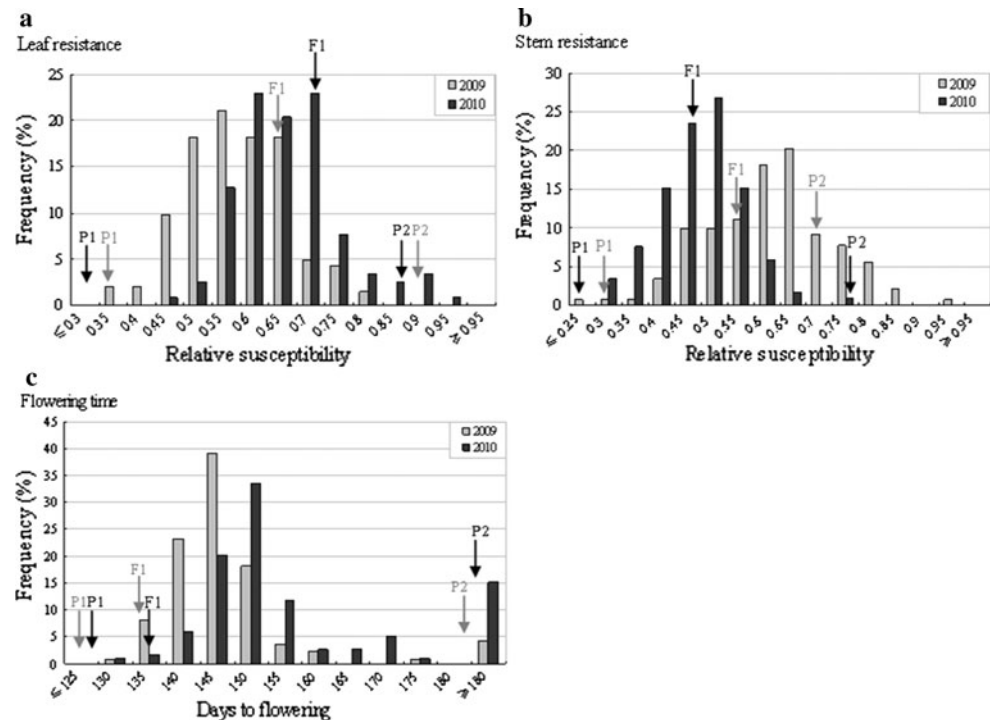 a
Leaf resistance
Frequency (%)
25
20
15
10
5
0
P1
P1
F1
F1
P2
P2
2009
2010
≤ 0.3
0.35
0.4
0.45
0.5
0.55
0.6
0.65
0.7
0.75
0.8
0.85
0.9
0.95
≥ 0.95
Relative susceptibility
b
Stem resistance
Frequency (%)
30
25
20
15
10
5
0
P1
P1
F1
F1
P2
P2
2009
2010
≤ 0.25
0.3
0.35
0.4
0.45
0.5
0.55
0.6
0.65
0.7
0.75
0.8
0.85
0.9
0.95
≥ 0.95
Relative susceptibility
c
Flowering time
Frequency (%)
45
40
35
30
25
20
15
10
5
0
P1
P1
F1
F1
P2
P2
2009
2010
≤ 125
130
135
140
145
150
155
160
165
170
175
180
≥ 180
Days to flowering